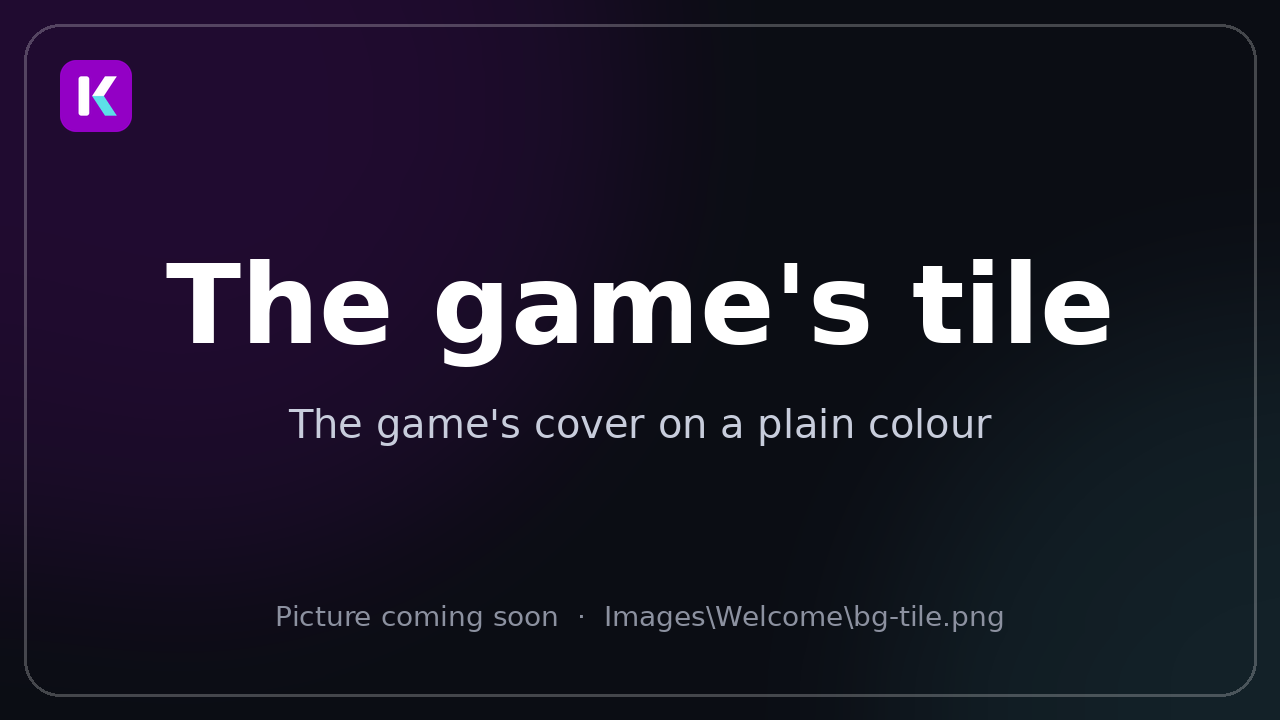 K
The game's tile
The game's cover on a plain colour
Picture coming soon · Images\Welcome\bg-tile.png